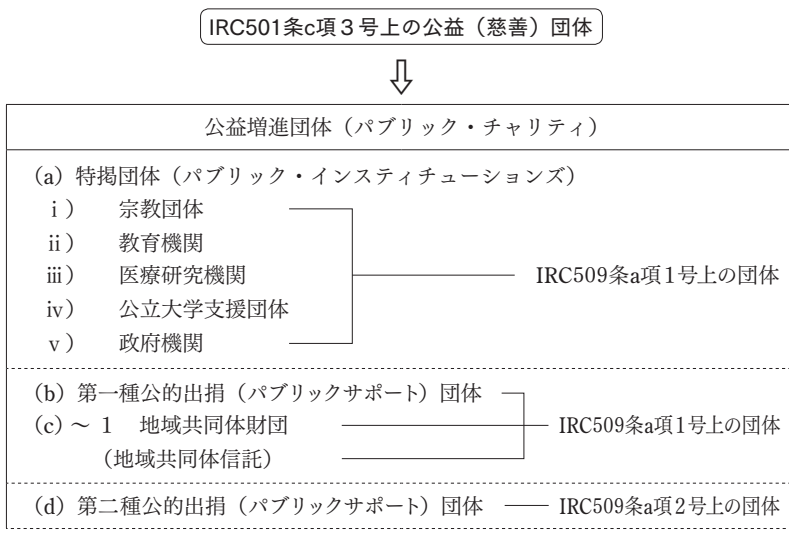 IRC501条c項3号上の公益（慈善）団体
公益増進団体（パブリック・チャリティ）
(a) 特掲団体（パブリック・インスティチューションズ）
ⅰ） 宗教団体
ⅱ） 教育機関
ⅲ） 医療研究機関 IRC509条a項1号上の団体
ⅳ） 公立大学支援団体
ⅴ） 政府機関
(b) 第一種公的出捐（パブリックサポート）団体
(c) ～ 1 地域共同体財団 IRC509条a項1号上の団体
（地域共同体信託）
(d) 第二種公的出捐（パブリックサポート）団体 IRC509条a項2号上の団体